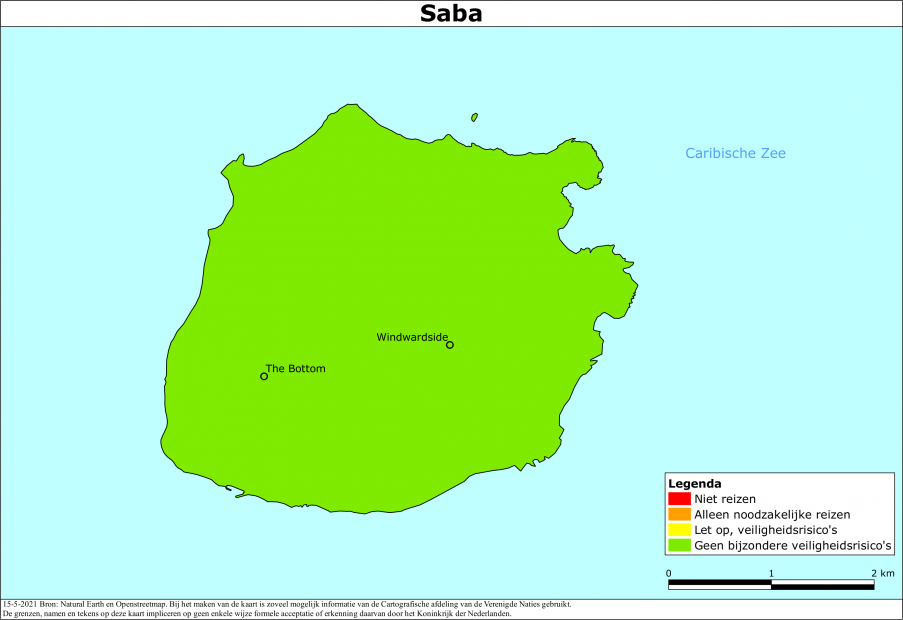 Saba
Caribische Zee
Windwardside
The Bottom
Legenda
Niet reizen
Alleen noodzakelijke reizen
Let op, veiligheidsrisico's
Geen bijzondere veiligheidsrisico's
0 1 2 km
15-5-2021 Bron: Natural Earth en Openstreetmap. Bij het maken van de kaart is zoveel mogelijk informatie van de Cartografische afdeling van de Verenigde Naties gebruikt.
De grenzen, namen en tekens op deze kaart impliceren op geen enkele wijze formele acceptatie of erkenning daarvan door het Koninkrijk der Nederlanden.